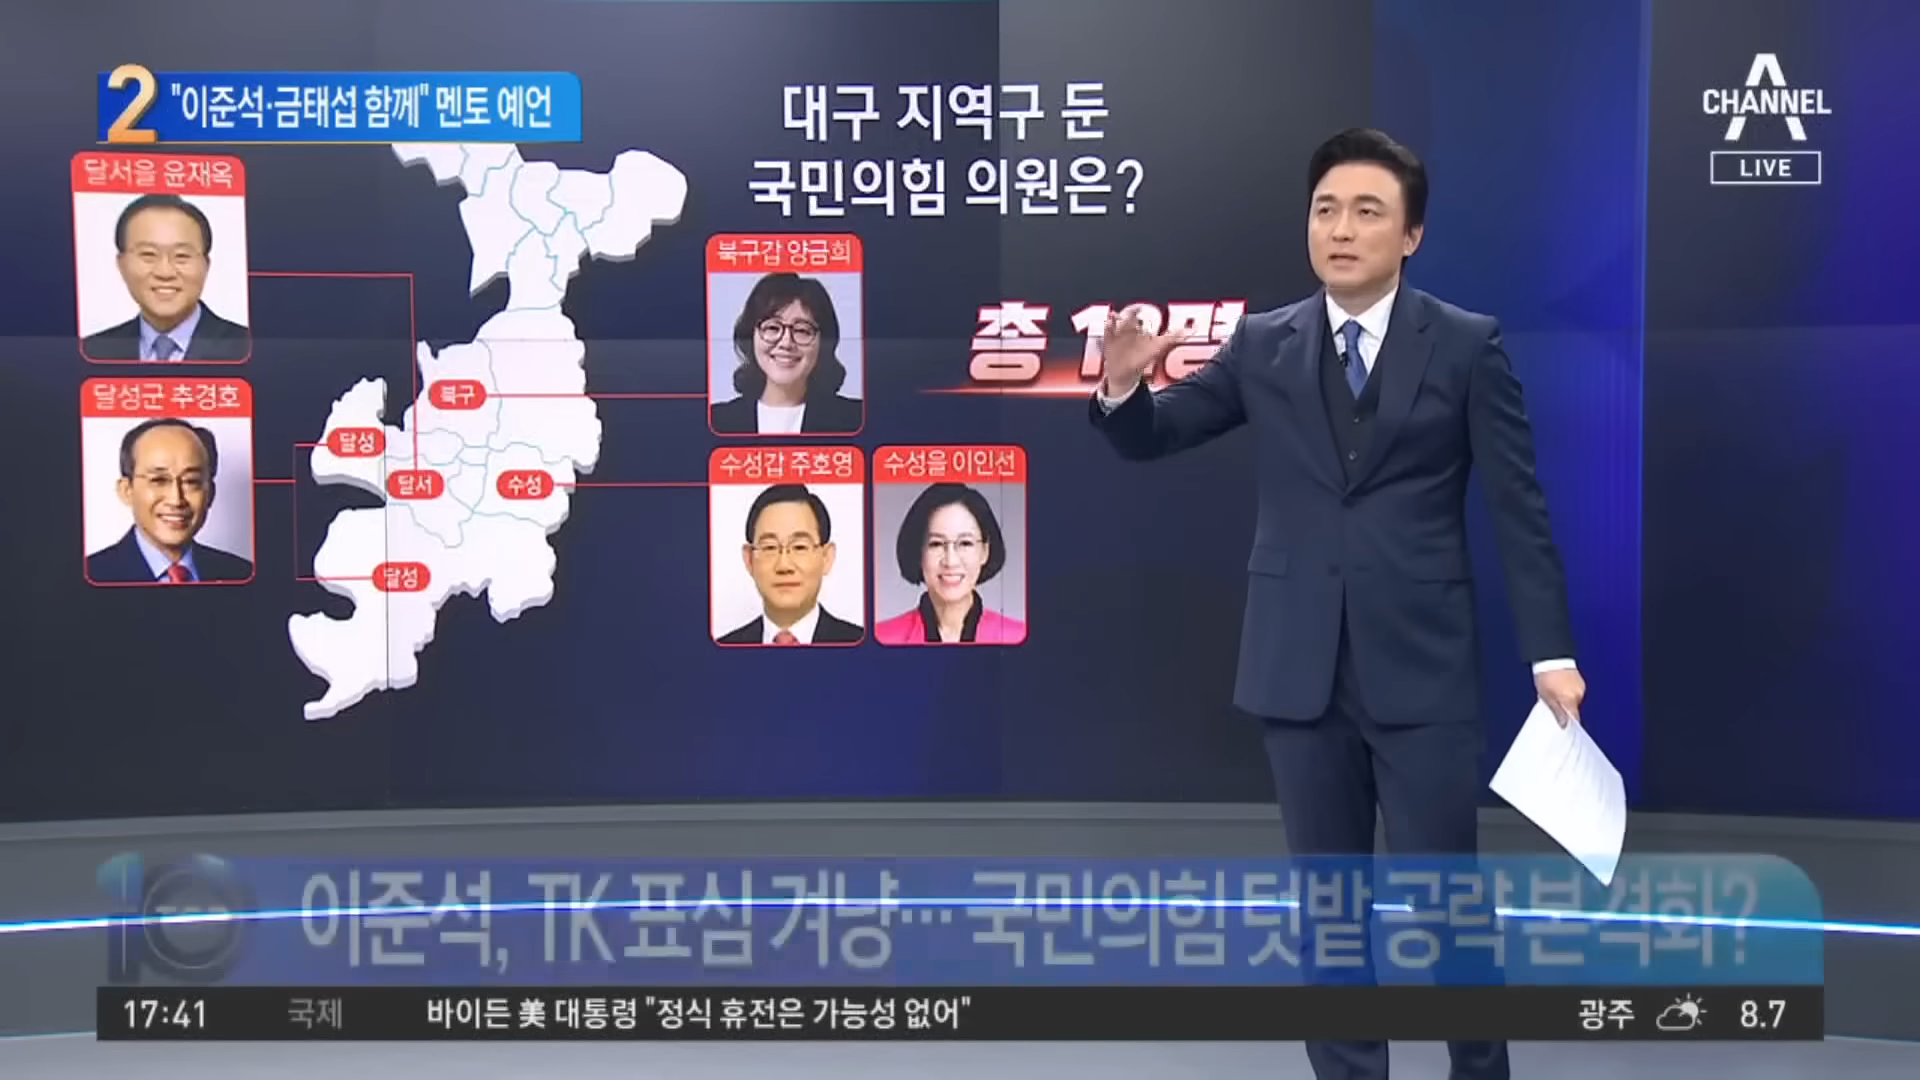 2 "이준석·금태섭 함께" 멘토 예언
대구 지역구 둔
국민의힘 의원은?
CHANNEL A
LIVE
달서을 윤재옥
북구갑 양금희
총 12명
달성군 추경호
북구
달성
달서
수성
수성갑 주호영
수성을 이인선
달성
이준석, TK 표심 겨냥… 국민의힘 텃밭 공략 본격화?
17:41 국제 바이든 美 대통령 "정식 휴전은 가능성 없어" 광주 8.7